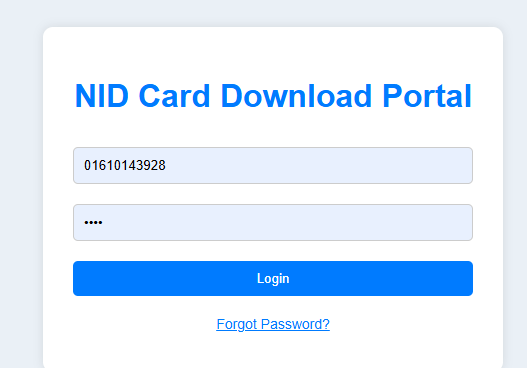 NID Card Download Portal
01610143928
••••
Login
Forgot Password?